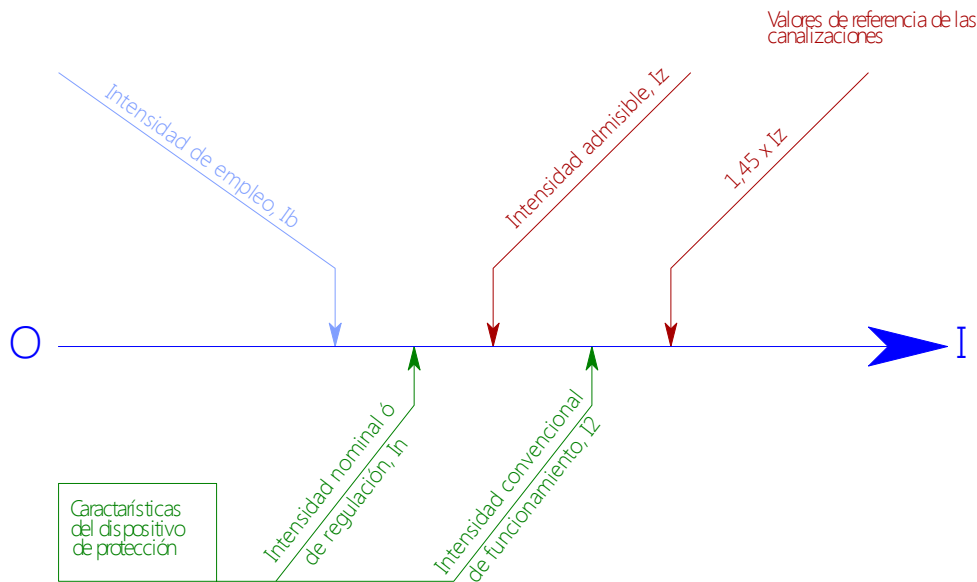 Valores de referencia de las
canalizaciones
Intensidad de empleo, Ib
Intensidad admisible, Iz
1,45 x Iz
O
I
Intensidad nominal ó
de regulación, In
Intensidad convencional
de funcionamiento, I2
Caractarísticas
del dispositivo
de protección